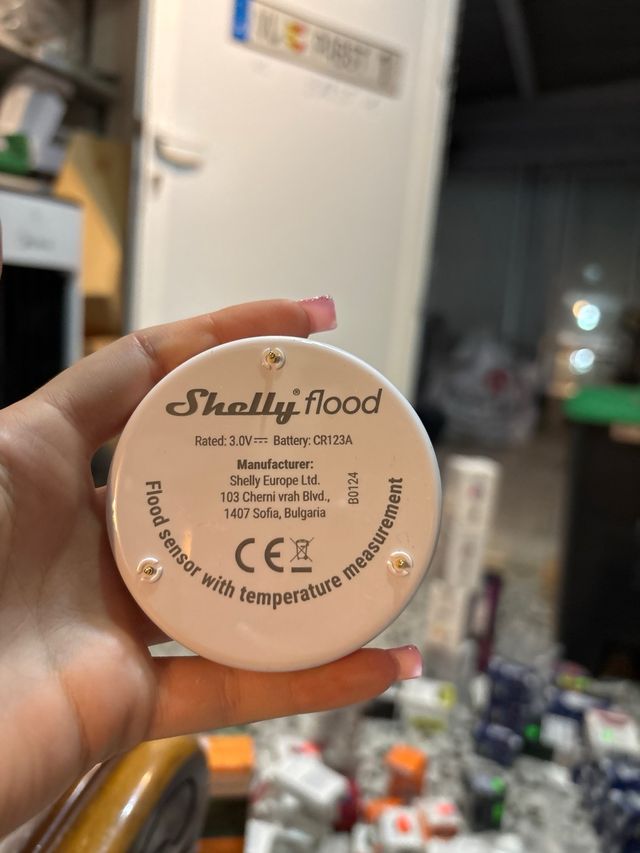 Shelly® flood
Rated: 3.0V⎓ Battery: CR123A
Manufacturer:
Shelly Europe Ltd.
103 Cherni vrah Blvd.,
1407 Sofia, Bulgaria
B0124
CE
Flood sensor with temperature measurement